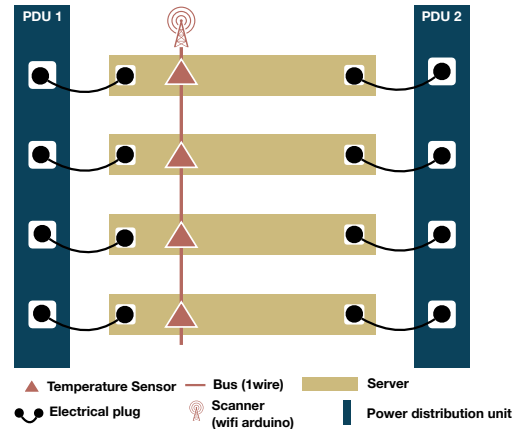 PDU 1
PDU 2
Temperature Sensor
Bus (1wire)
Server
Electrical plug
Scanner
(wifi arduino)
Power distribution unit